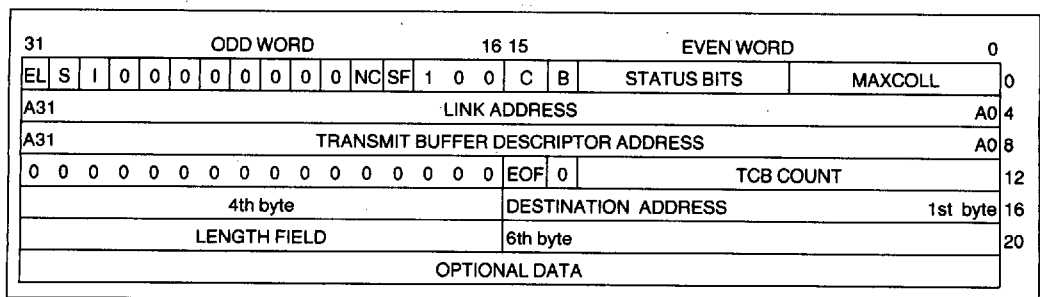 31 ODD WORD 16 15 EVEN WORD 0
EL S I 0 0 0 0 0 0 0 0 NC SF 1 0 0 C B STATUS BITS MAXCOLL 0
A31 LINK ADDRESS A0 4
A31 TRANSMIT BUFFER DESCRIPTOR ADDRESS A0 8
0 0 0 0 0 0 0 0 0 0 0 0 0 0 0 0 EOF 0 TCB COUNT 12
4th byte DESTINATION ADDRESS 1st byte 16
LENGTH FIELD 6th byte 20
OPTIONAL DATA